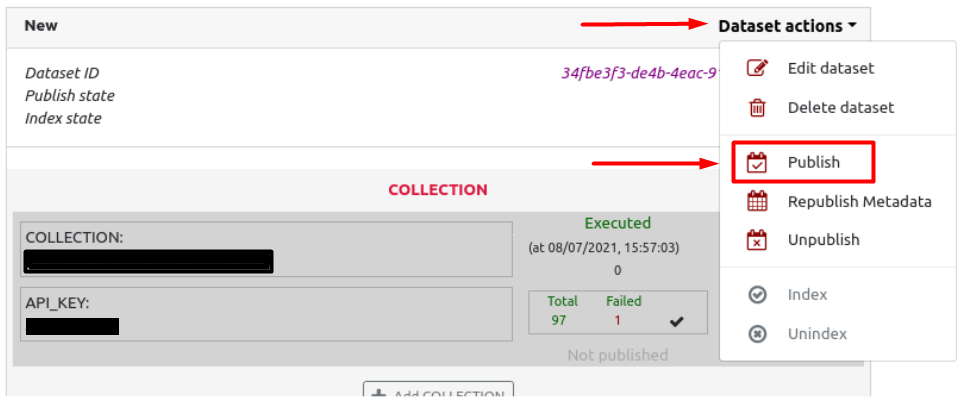 New
Dataset actions
Dataset ID
34fbe3f3-de4b-4eac-9
Publish state
Index state
Edit dataset
Delete dataset
Publish
Republish Metadata
Unpublish
Index
Unindex
COLLECTION
COLLECTION:
Executed
(at 08/07/2021, 15:57:03)
0
API_KEY:
Total Failed
97 1
Not published
+ Add COLLECTION